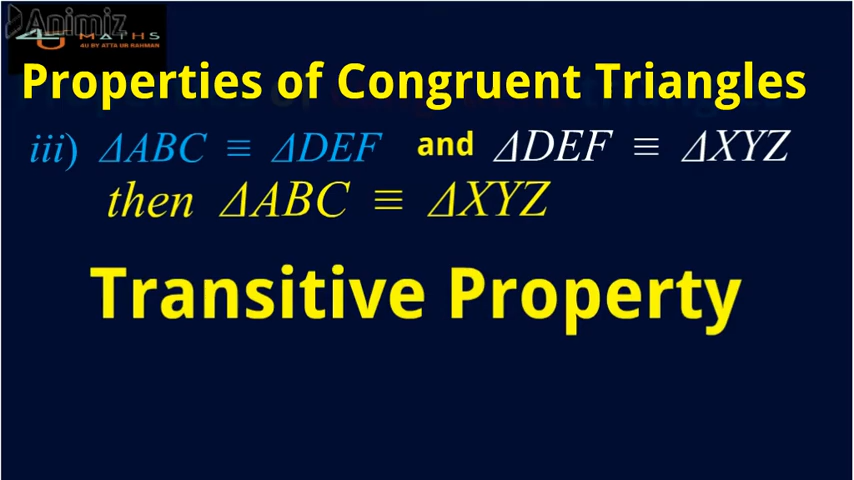 Animiz
4U MATHS
4U BY ATTA UR RAHMAN
Properties of Congruent Triangles
iii) ΔABC ≡ ΔDEF and ΔDEF ≡ ΔXYZ
then ΔABC ≡ ΔXYZ
Transitive Property